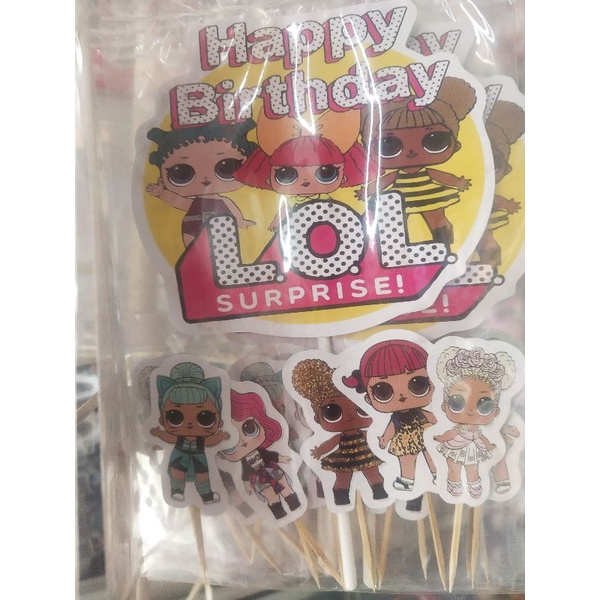 Happy
Birthday
L.O.L.
SURPRISE!
L.
E!